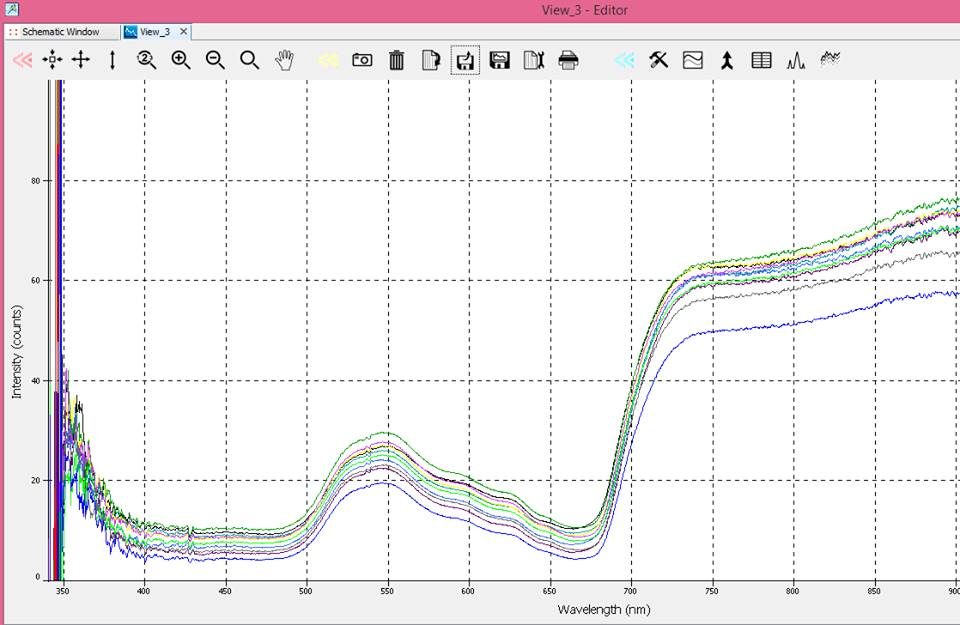 View_3 - Editor
Schematic Window
View_3
Intensity (counts)
80
60
40
20
0
350 400 450 500 550 600 650 700 750 800 850 900
Wavelength (nm)